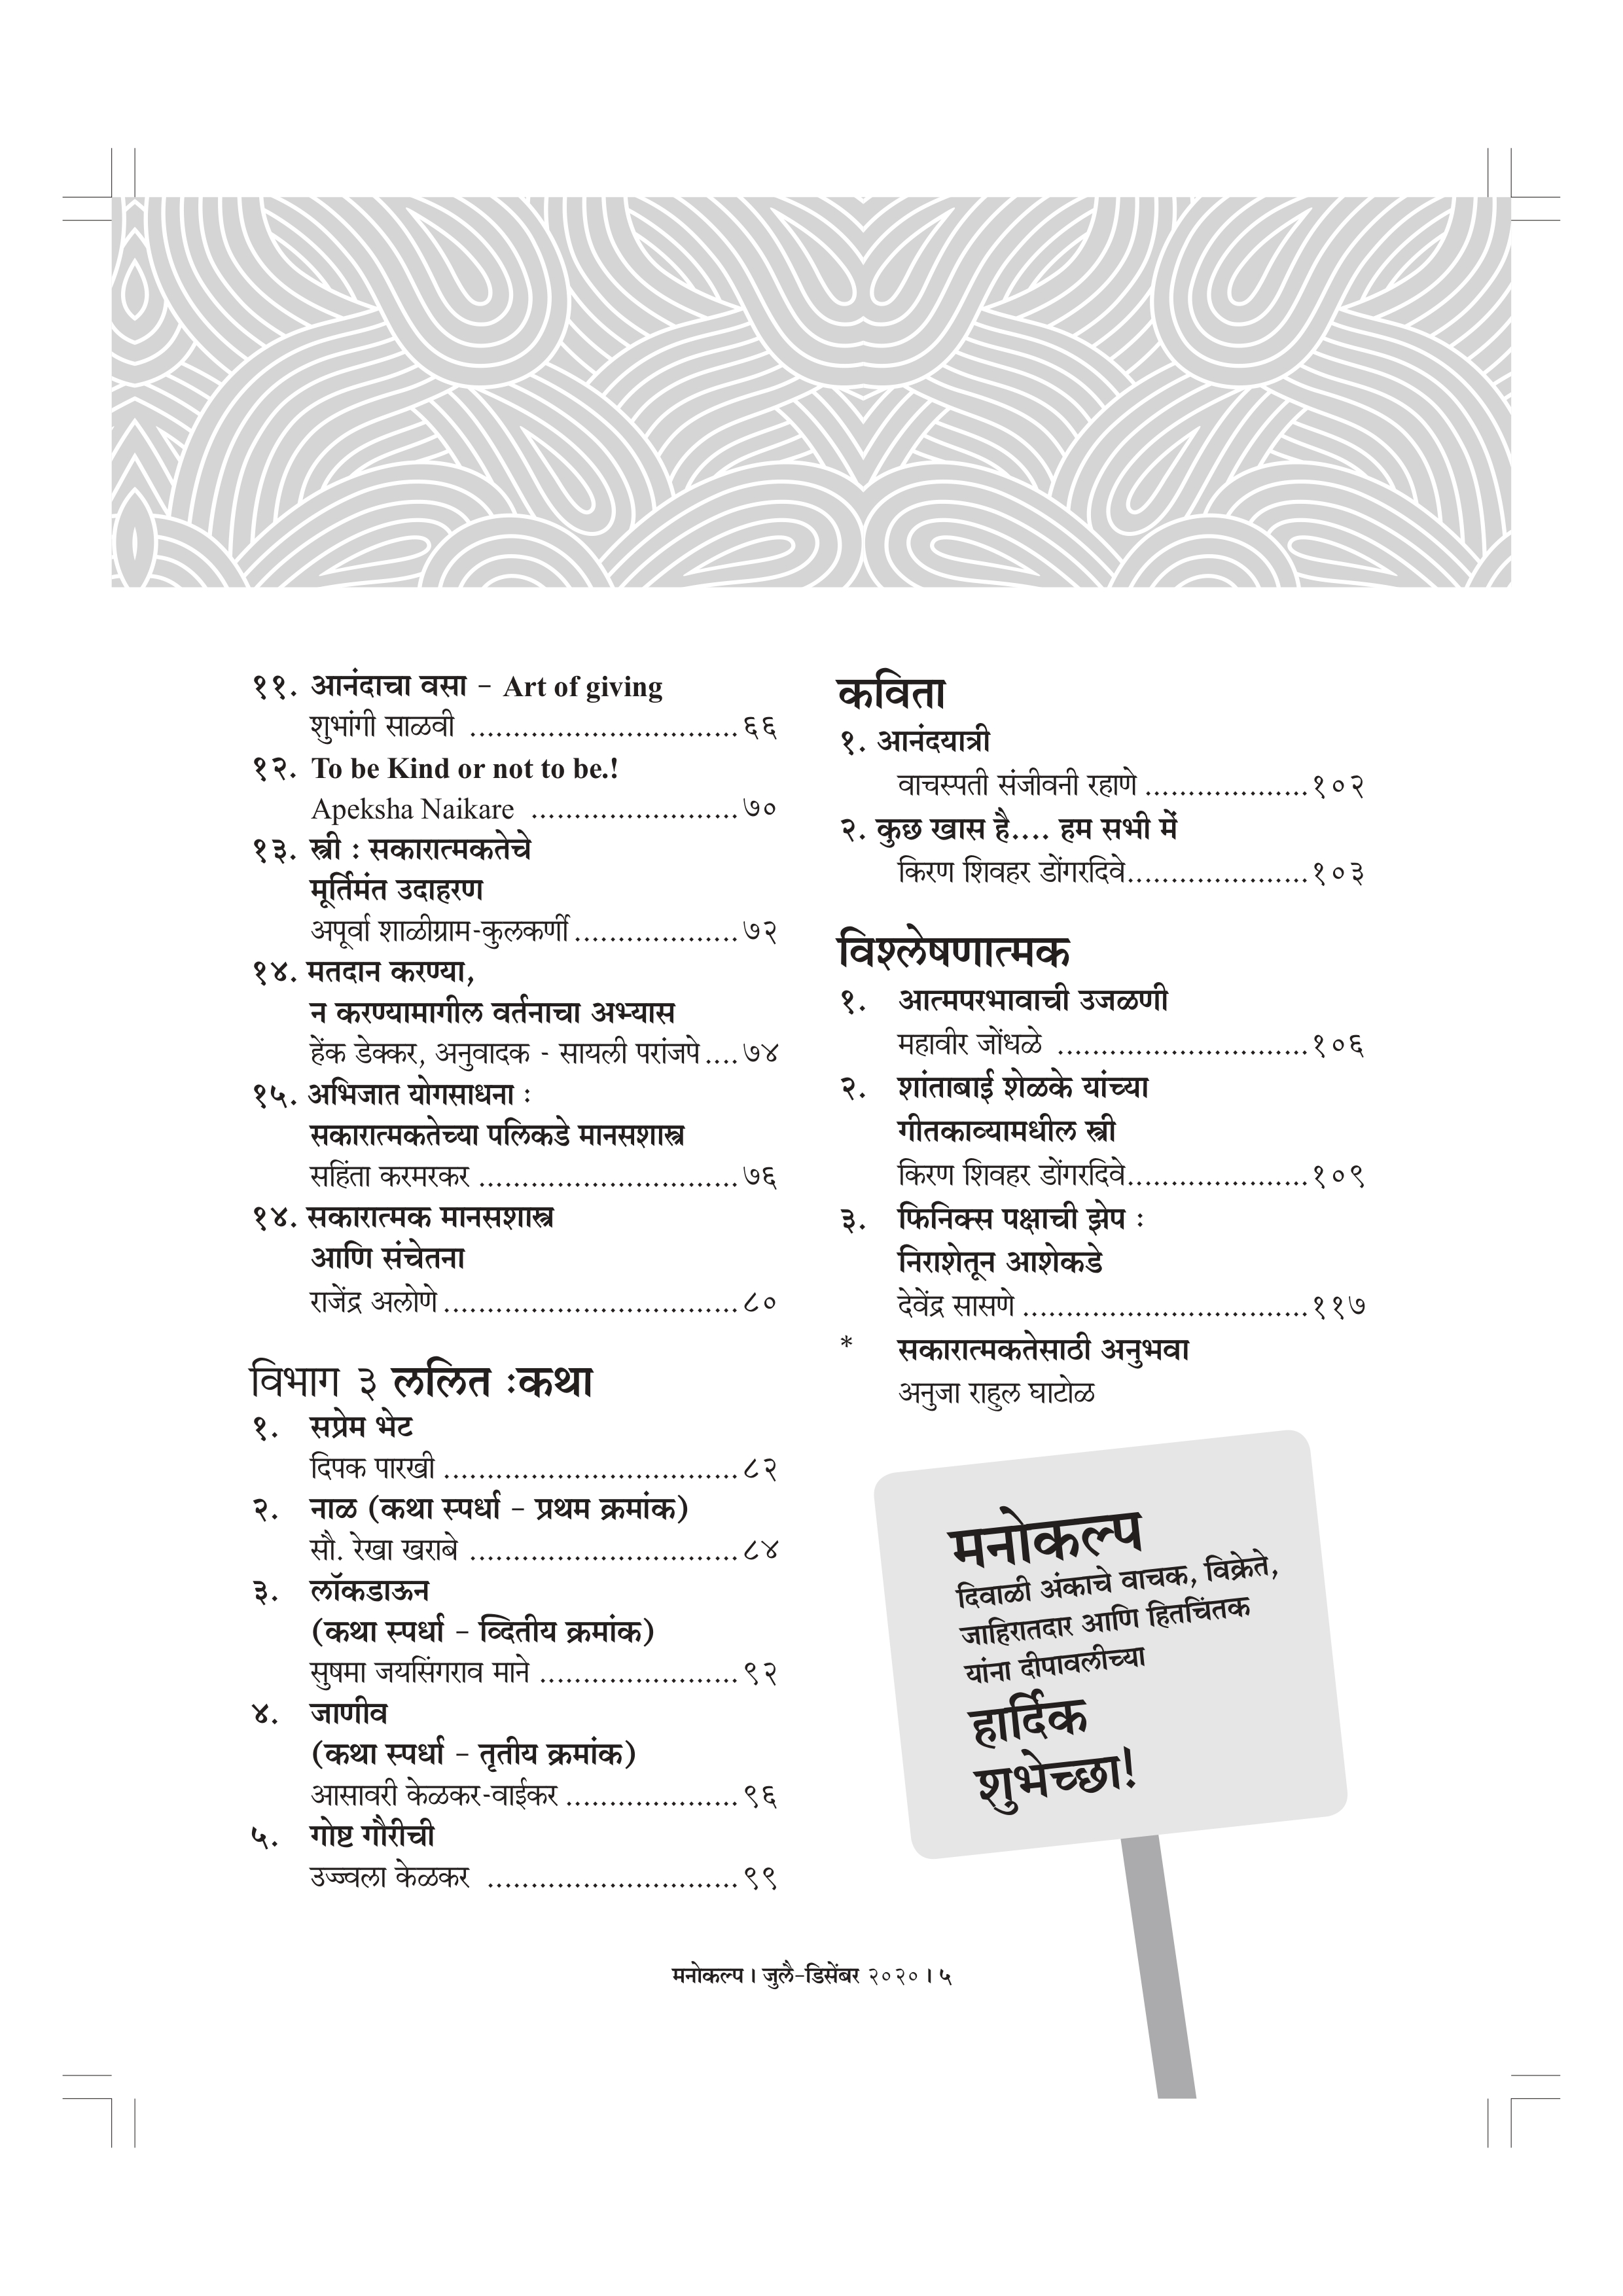 ११. आनंदाचा वसा - Art of giving
शुभांगी साळवी ...............................६६
१२. To be Kind or not to be.!
Apeksha Naikare ........................७०
१३. स्त्री : सकारात्मकतेचे
मूर्तिमंत उदाहरण
अपूर्वा शाळीग्राम-कुलकर्णी...................७२
१४. मतदान करण्या,
न करण्यामागील वर्तनाचा अभ्यास
हेंक डेक्कर, अनुवादक - सायली परांजपे....७४
१५. अभिजात योगसाधना :
सकारात्मकतेच्या पलिकडे मानसशास्त्र
सहिंता करमरकर ..............................७६
१४. सकारात्मक मानसशास्त्र
आणि संचेतना
राजेंद्र अलोणे..................................८०
विभाग ३ ललित :कथा
१. सप्रेम भेट
दिपक पारखी ..................................८२
२. नाळ (कथा स्पर्धा - प्रथम क्रमांक)
सौ. रेखा खराबे ...............................८४
३. लॉकडाऊन
(कथा स्पर्धा - व्दितीय क्रमांक)
सुषमा जयसिंगराव माने .......................९२
४. जाणीव
(कथा स्पर्धा - तृतीय क्रमांक)
आसावरी केळकर-वाईकर ....................९६
५. गोष्ट गौरीची
उज्ज्वला केळकर .............................९९
कविता
१. आनंदयात्री
वाचस्पती संजीवनी रहाणे ...................१०२
२. कुछ खास है.... हम सभी में
किरण शिवहर डोंगरदिवे.....................१०३
विश्लेषणात्मक
१. आत्मपरभावाची उजळणी
महावीर जोंधळे .............................१०६
२. शांताबाई शेळके यांच्या
गीतकाव्यामधील स्त्री
किरण शिवहर डोंगरदिवे.....................१०९
३. फिनिक्स पक्षाची झेप :
निराशेतून आशेकडे
देवेंद्र सासणे .................................११७
* सकारात्मकतेसाठी अनुभवा
अनुजा राहुल घाटोळ
मनोकल्प
दिवाळी अंकाचे वाचक, विक्रेते,
जाहिरातदार आणि हितचिंतक
यांना दीपावलीच्या
हार्दिक
शुभेच्छा!
मनोकल्प । जुलै-डिसेंबर २०२० । ५